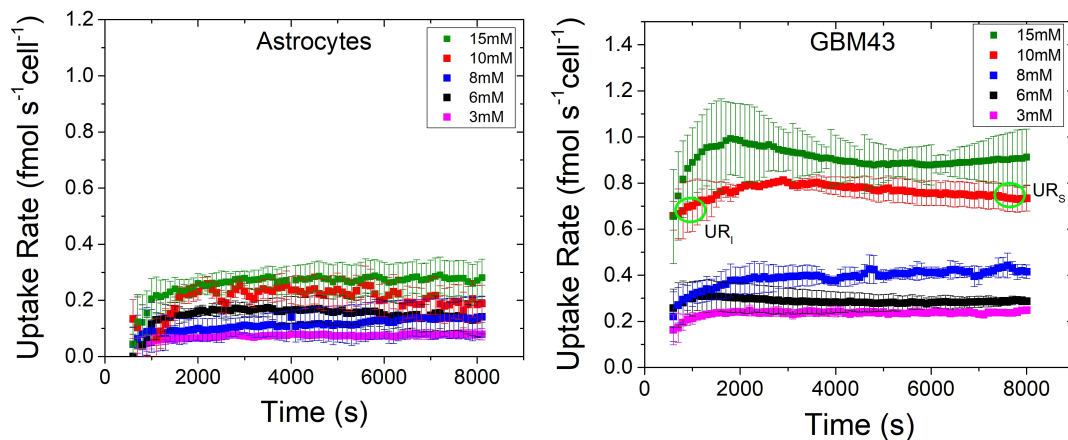 Astrocytes
15mM
10mM
8mM
6mM
3mM
Uptake Rate (fmol s⁻¹cell⁻¹)
1.2
1.0
0.8
0.6
0.4
0.2
0.0
2000 4000 6000 8000
Time (s)
GBM43
15mM
10mM
8mM
6mM
3mM
Uptake Rate (fmol s⁻¹cell⁻¹)
1.4
1.2
1.0
0.8
0.6
0.4
0.2
0.0
UR_I
UR_S
0 2000 4000 6000 8000
Time (s)